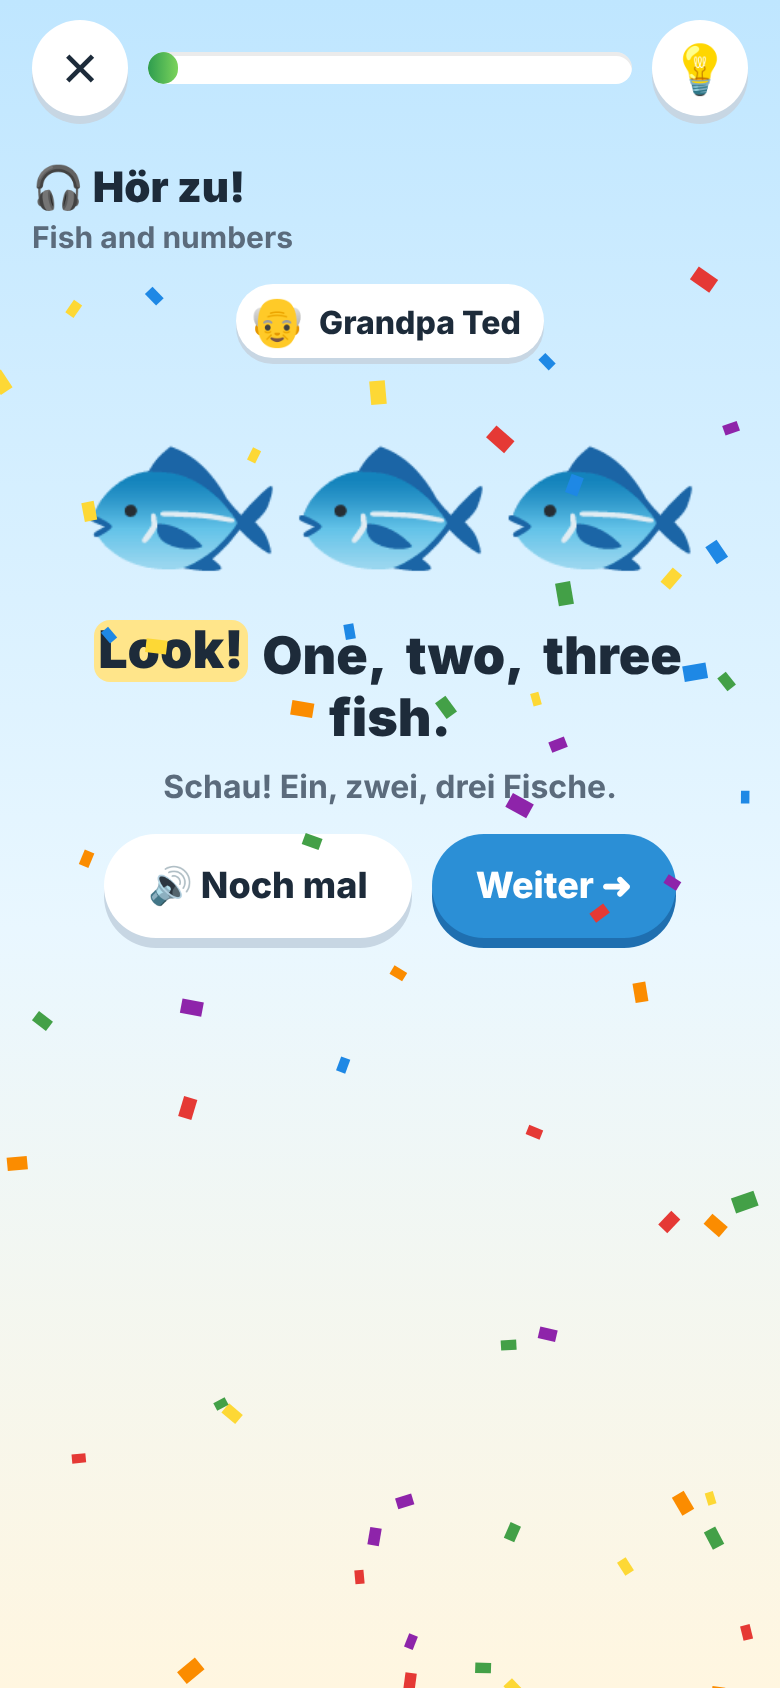 Hör zu!
Fish and numbers
Grandpa Ted
Look! One, two, three
fish.
Schau! Ein, zwei, drei Fische.
Noch mal
Weiter ➜